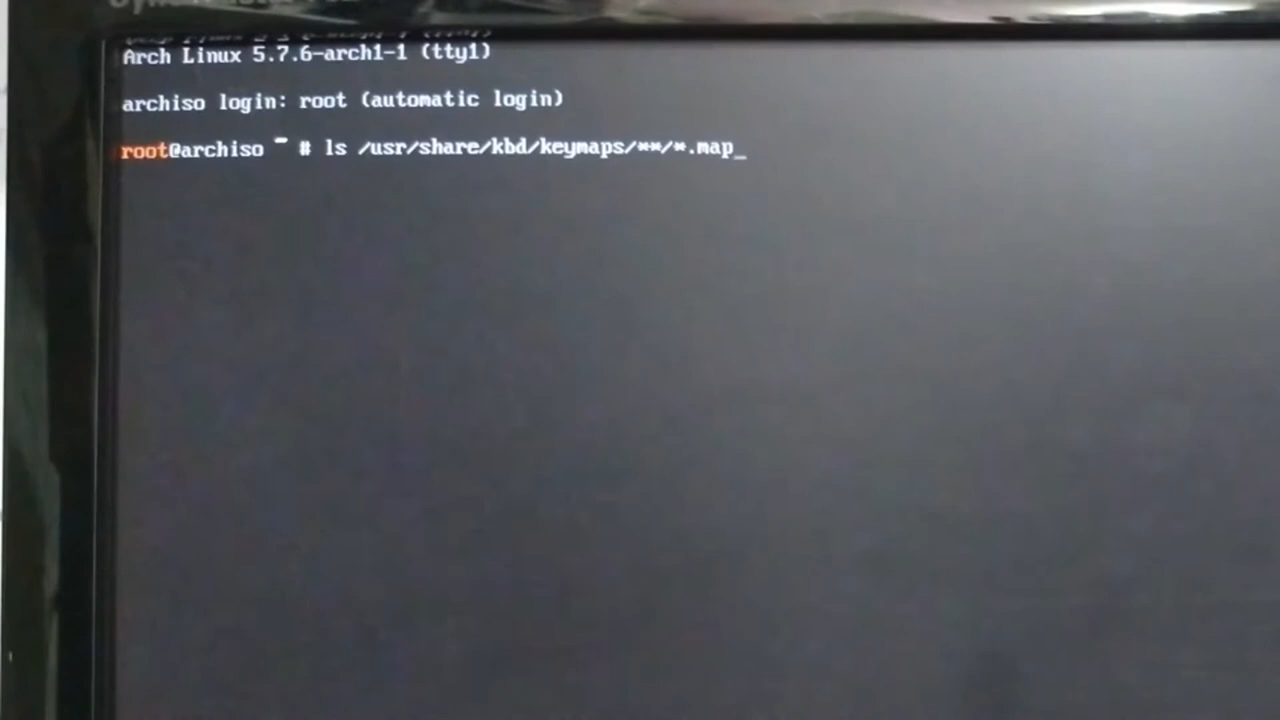 Arch Linux 5.7.6-arch1-1 (tty1)
archiso login: root (automatic login)
root@archiso ~ # ls /usr/share/kbd/keymaps/**/*.map_